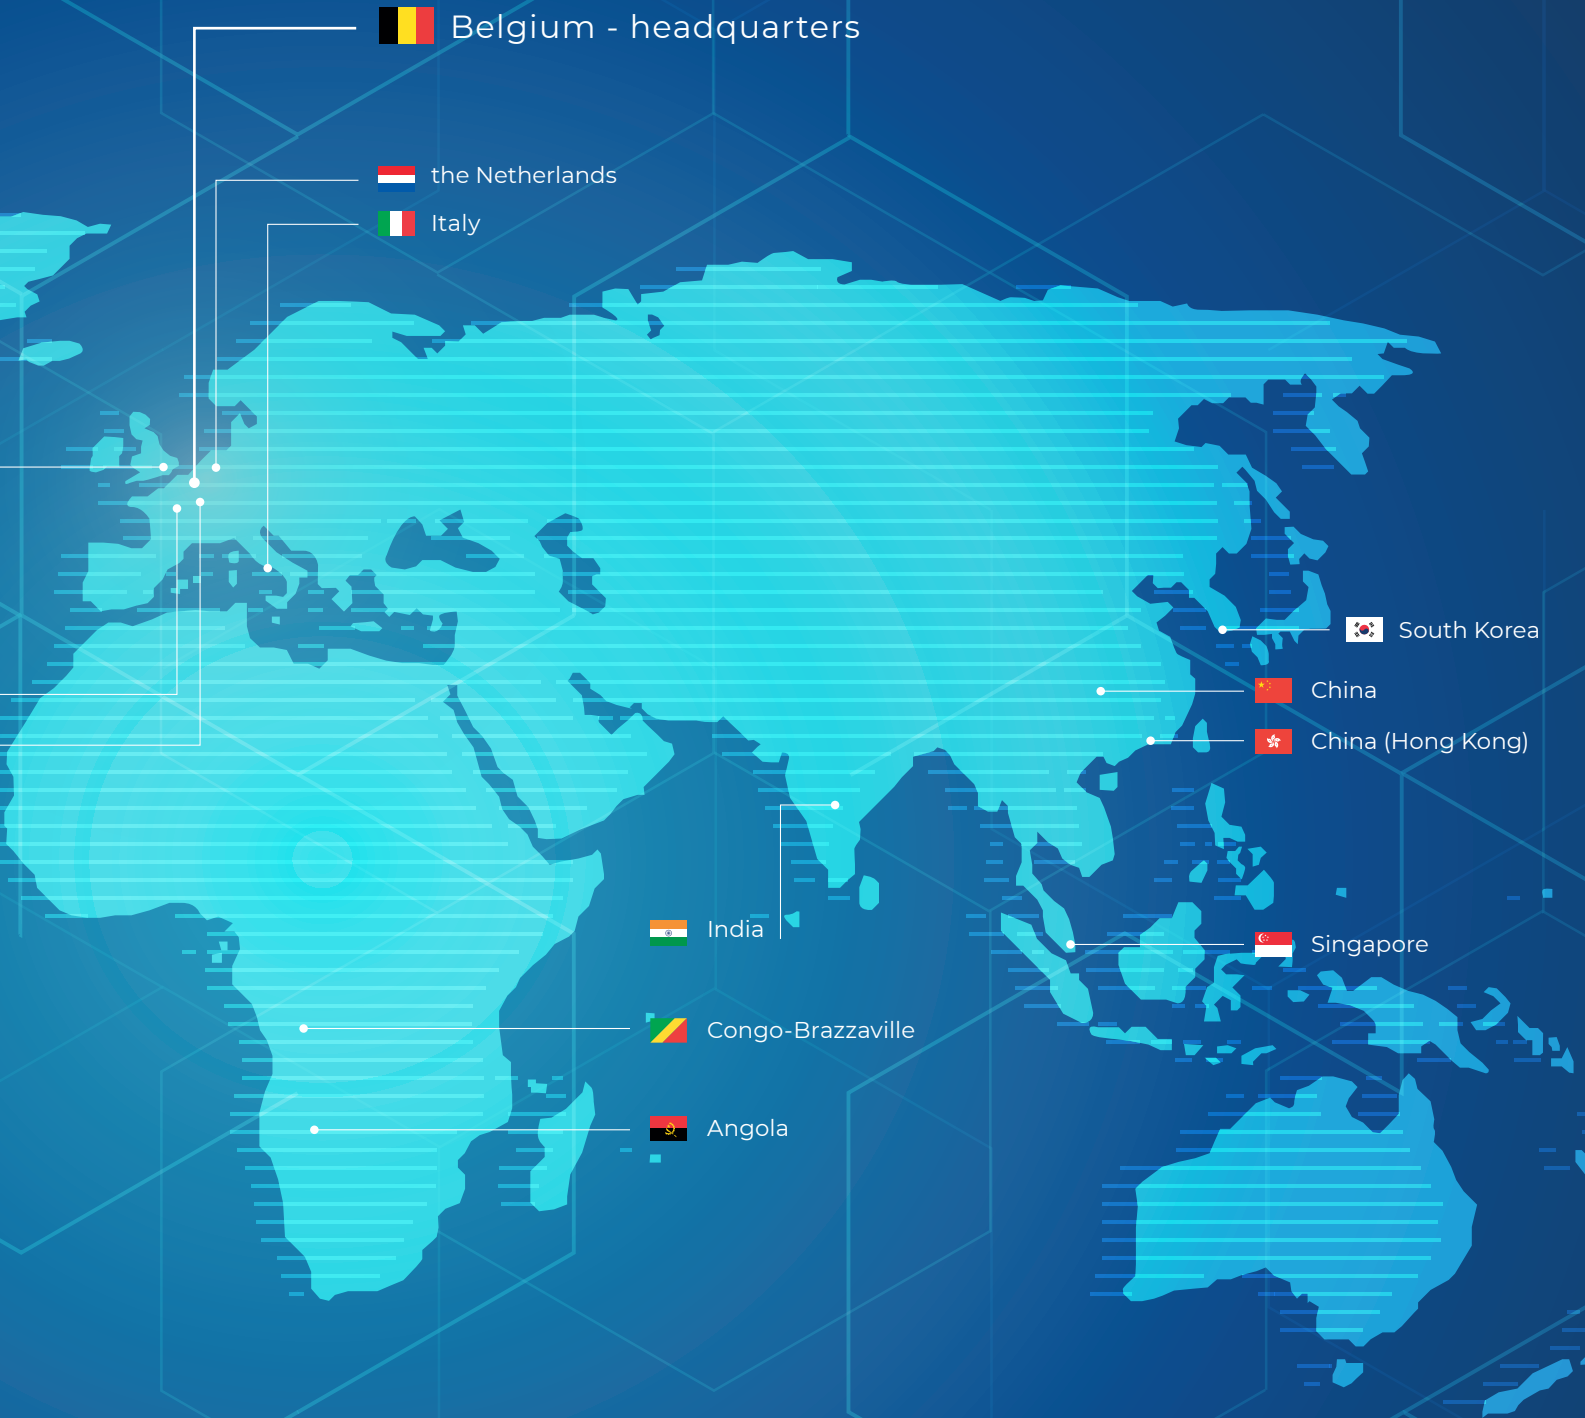 Belgium - headquarters
the Netherlands
Italy
South Korea
China
China (Hong Kong)
India
Singapore
Congo-Brazzaville
Angola